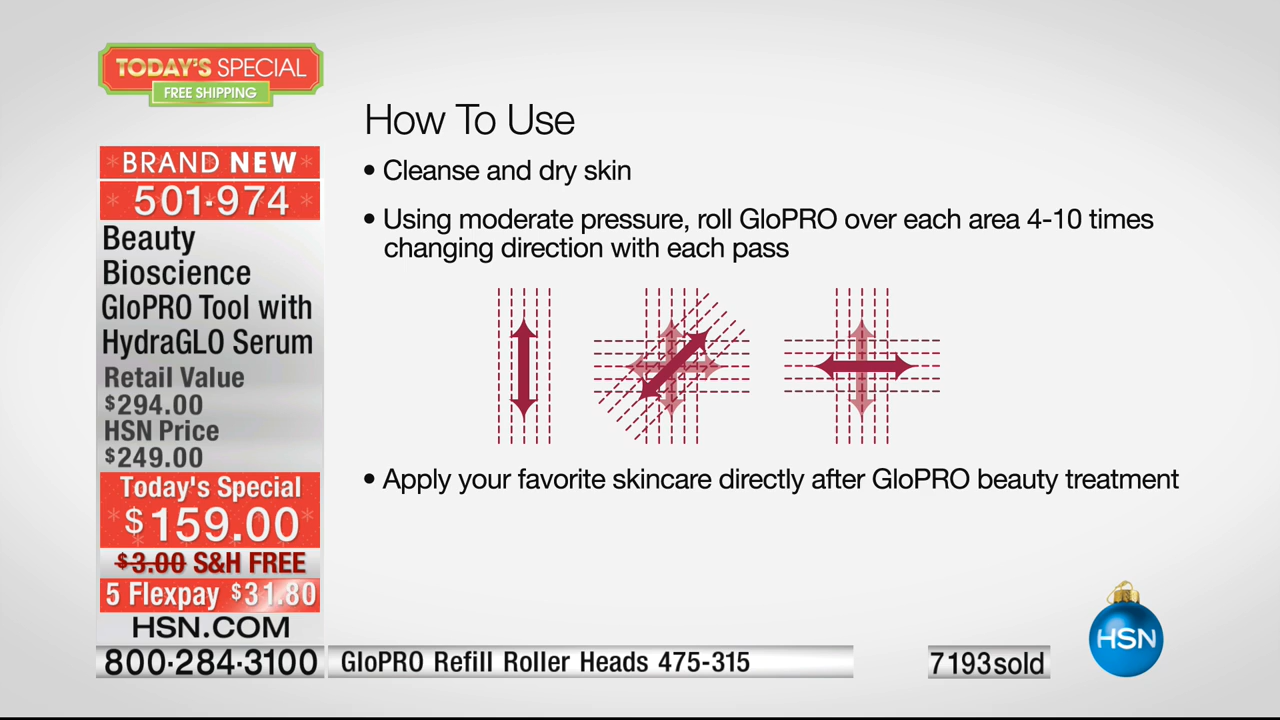 TODAY'S SPECIAL
FREE SHIPPING
BRAND NEW
501·974
Beauty
Bioscience
GloPRO Tool with
HydraGLO Serum
Retail Value
$294.00
HSN Price
$249.00
Today's Special
$159.00
$3.00 S&H FREE
5 Flexpay $31.80
HSN.COM
800·284·3100
How To Use
• Cleanse and dry skin
• Using moderate pressure, roll GloPRO over each area 4-10 times
changing direction with each pass
• Apply your favorite skincare directly after GloPRO beauty treatment
GloPRO Refill Roller Heads 475-315
7193sold
HSN